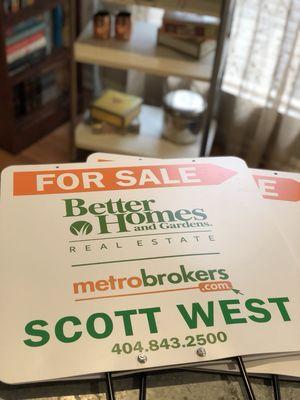 FOR SALE
Better
Homes
and Gardens.
REAL ESTATE
metrobrokers
.com
SCOTT WEST
404.843.2500
E